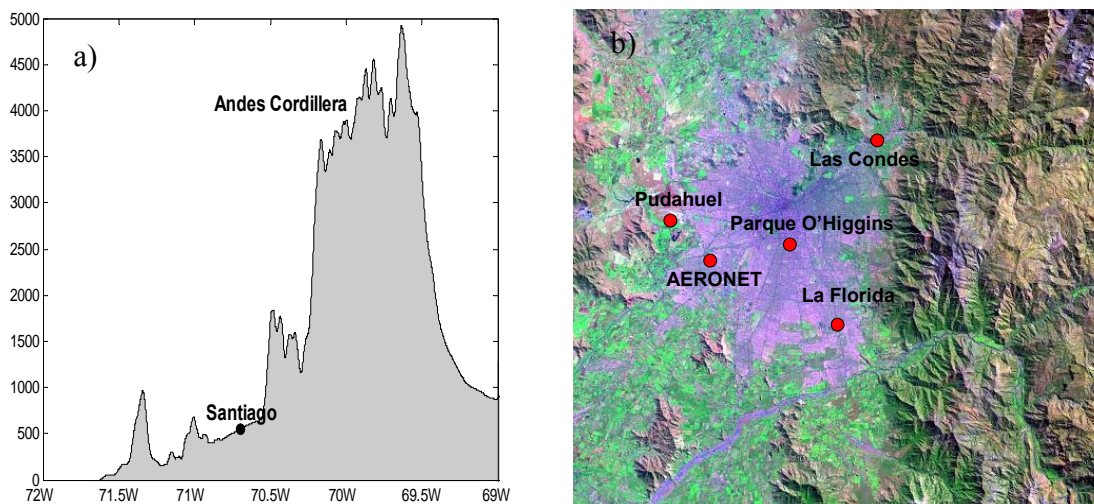 5000
4500
4000
3500
3000
2500
2000
1500
1000
500
0
a)
Andes Cordillera
Santiago
72W
71.5W
71W
70.5W
70W
69.5W
69W
b)
Las Condes
Pudahuel
Parque O'Higgins
AERONET
La Florida